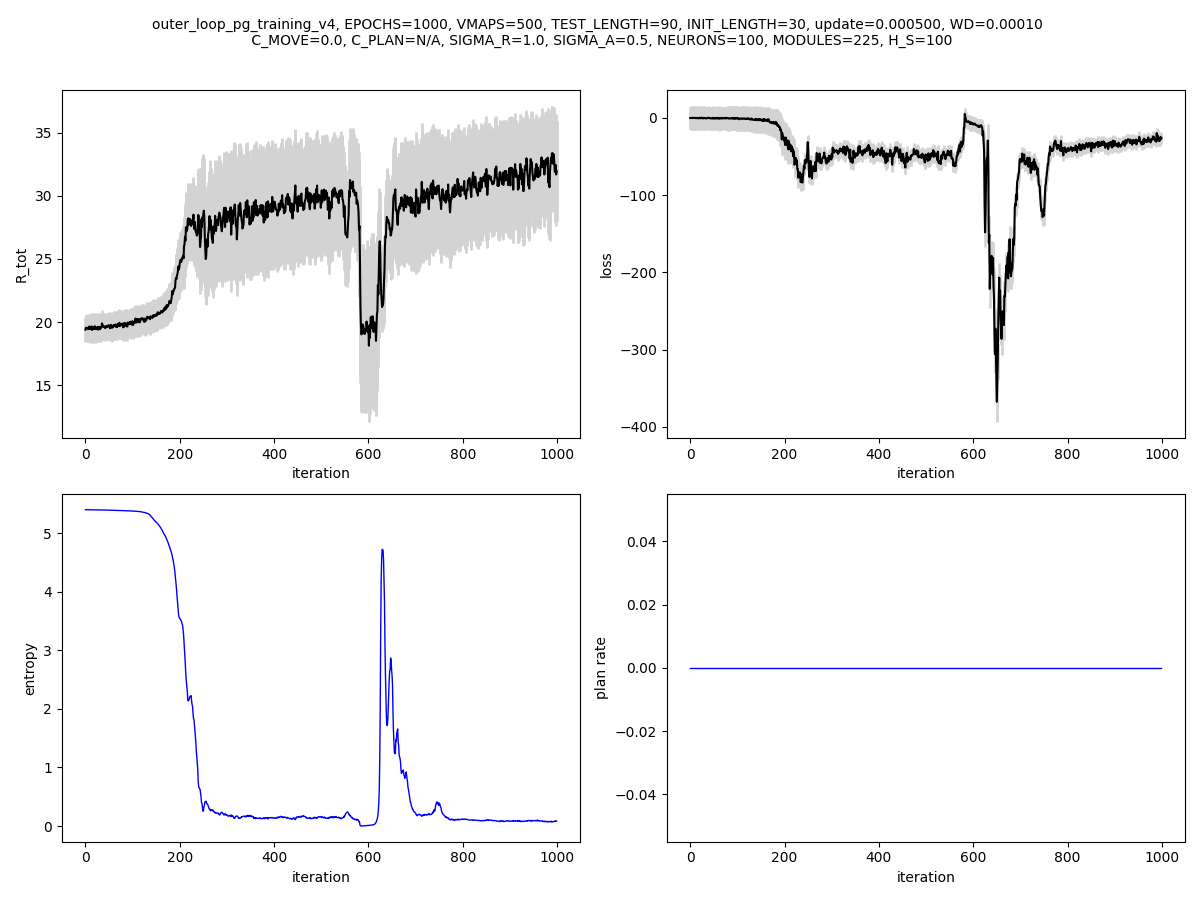 outer_loop_pg_training_v4, EPOCHS=1000, VMAPS=500, TEST_LENGTH=90, INIT_LENGTH=30, update=0.000500, WD=0.00010
C_MOVE=0.0, C_PLAN=N/A, SIGMA_R=1.0, SIGMA_A=0.5, NEURONS=100, MODULES=225, H_S=100
R_tot
35
30
25
20
15
0 200 400 600 800 1000
iteration
loss
0
−100
−200
−300
−400
0 200 400 600 800 1000
iteration
entropy
5
4
3
2
1
0
0 200 400 600 800 1000
iteration
plan rate
0.04
0.02
0.00
−0.02
−0.04
0 200 400 600 800 1000
iteration